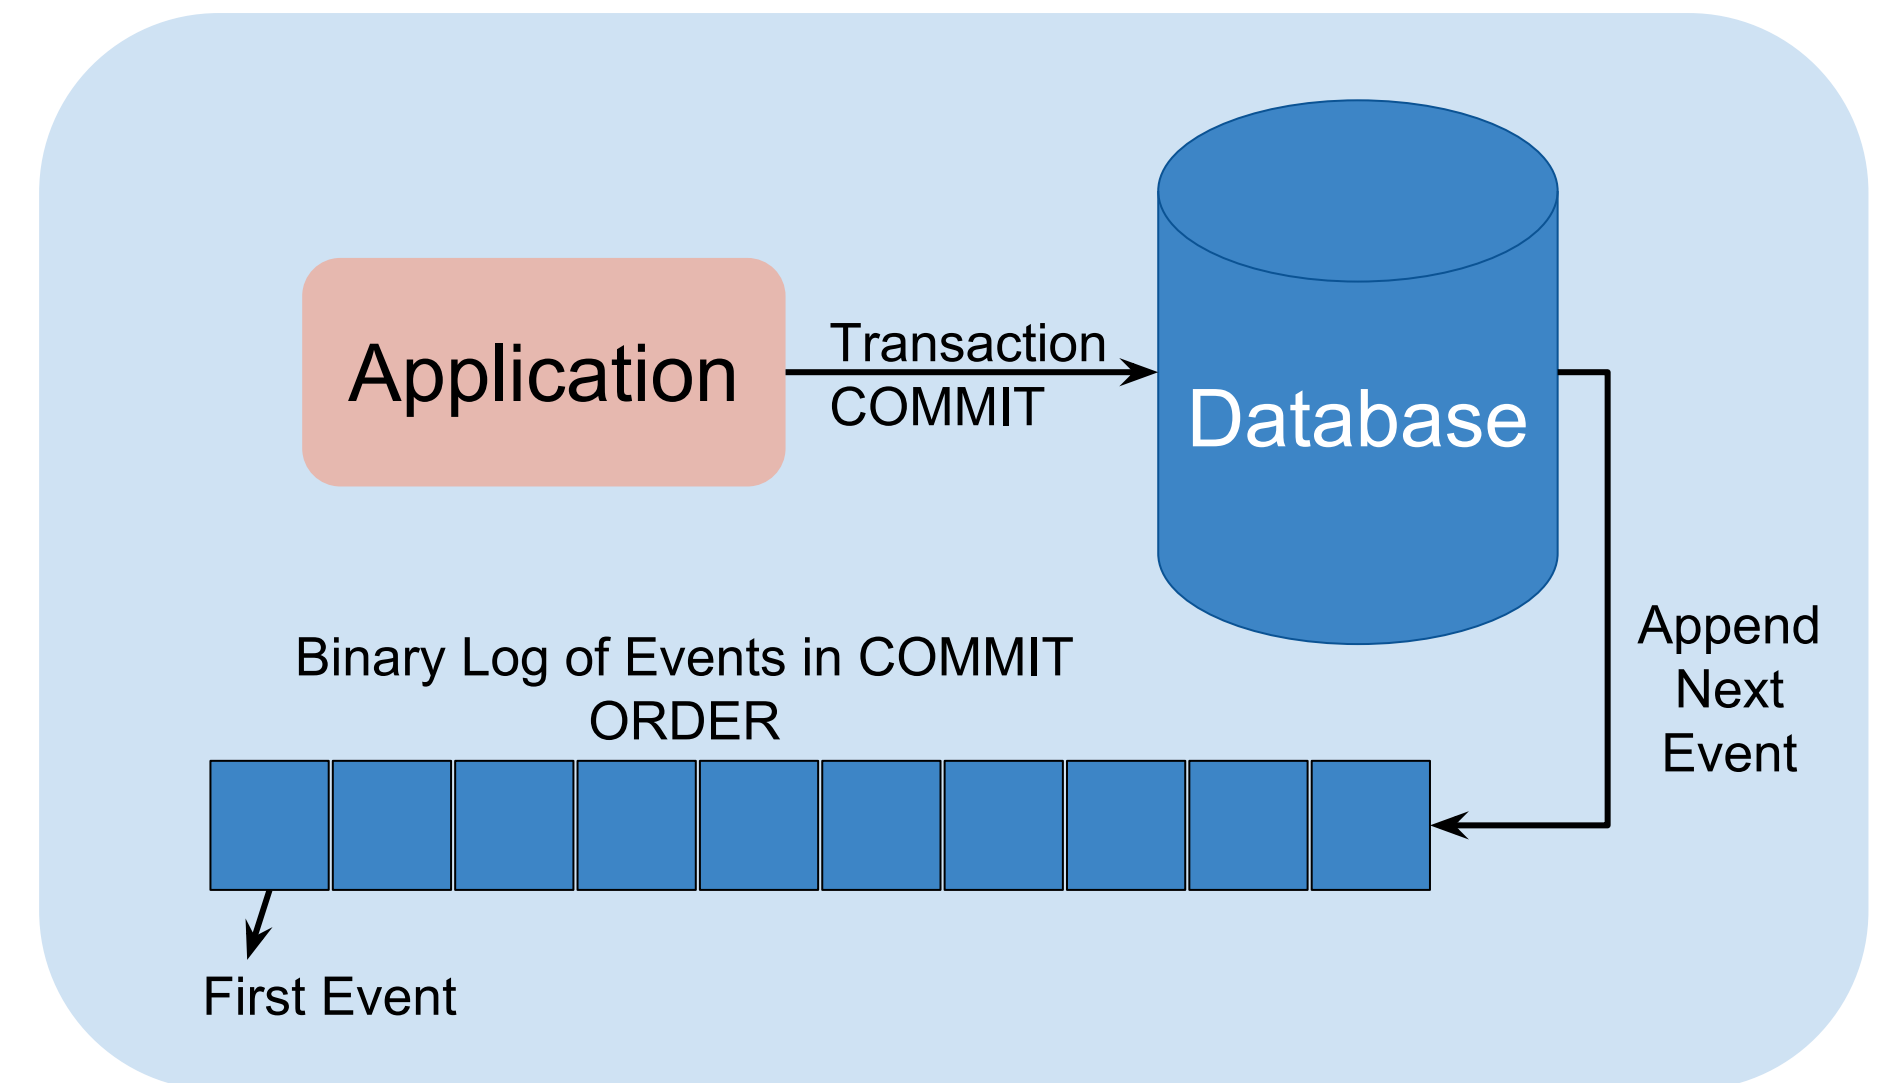 Application
Transaction
COMMIT
Database
Append
Next
Event
Binary Log of Events in COMMIT
ORDER
First Event